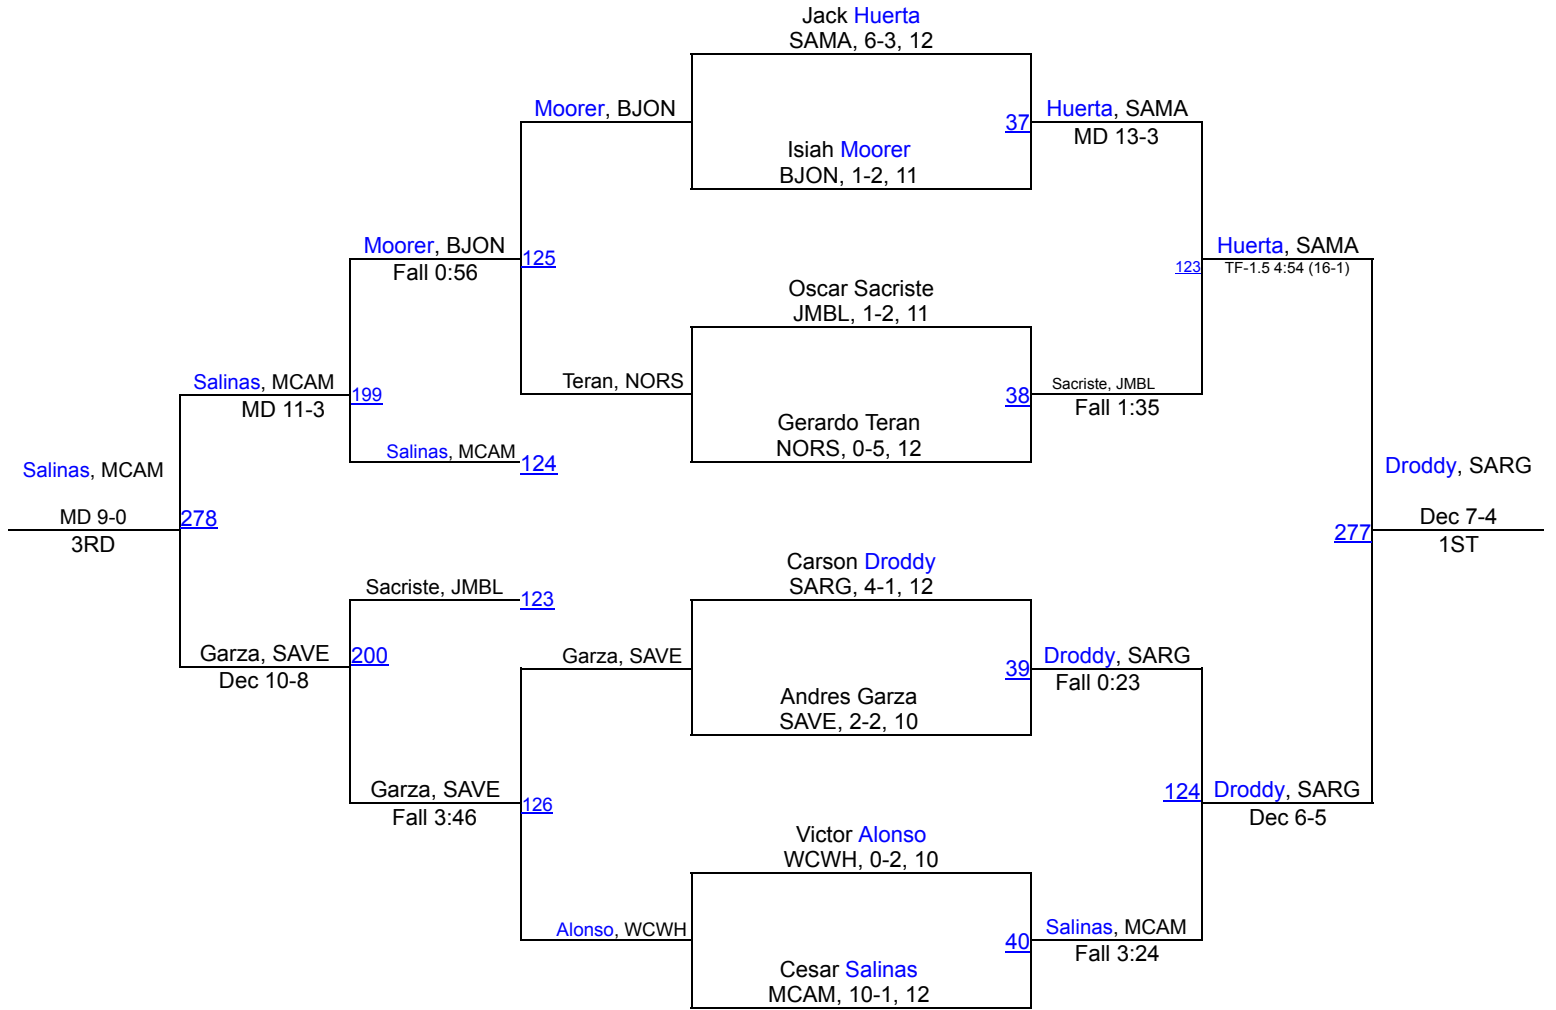 Jack Huerta
SAMA, 6-3, 12
Moorer, BJON
37
Huerta, SAMA
MD 13-3
Isiah Moorer
BJON, 1-2, 11
Moorer, BJON
Fall 0:56
125
123
Huerta, SAMA
TF-1.5 4:54 (16-1)
Oscar Sacriste
JMBL, 1-2, 11
Salinas, MCAM
MD 11-3
199
Teran, NORS
38
Sacriste, JMBL
Fall 1:35
Gerardo Teran
NORS, 0-5, 12
Salinas, MCAM
124
Salinas, MCAM
MD 9-0
3RD
278
Droddy, SARG
277
Dec 7-4
1ST
Carson Droddy
SARG, 4-1, 12
Sacriste, JMBL
123
Garza, SAVE
Dec 10-8
200
Garza, SAVE
39
Droddy, SARG
Fall 0:23
Andres Garza
SAVE, 2-2, 10
Garza, SAVE
Fall 3:46
126
124
Droddy, SARG
Dec 6-5
Victor Alonso
WCWH, 0-2, 10
Alonso, WCWH
40
Salinas, MCAM
Fall 3:24
Cesar Salinas
MCAM, 10-1, 12